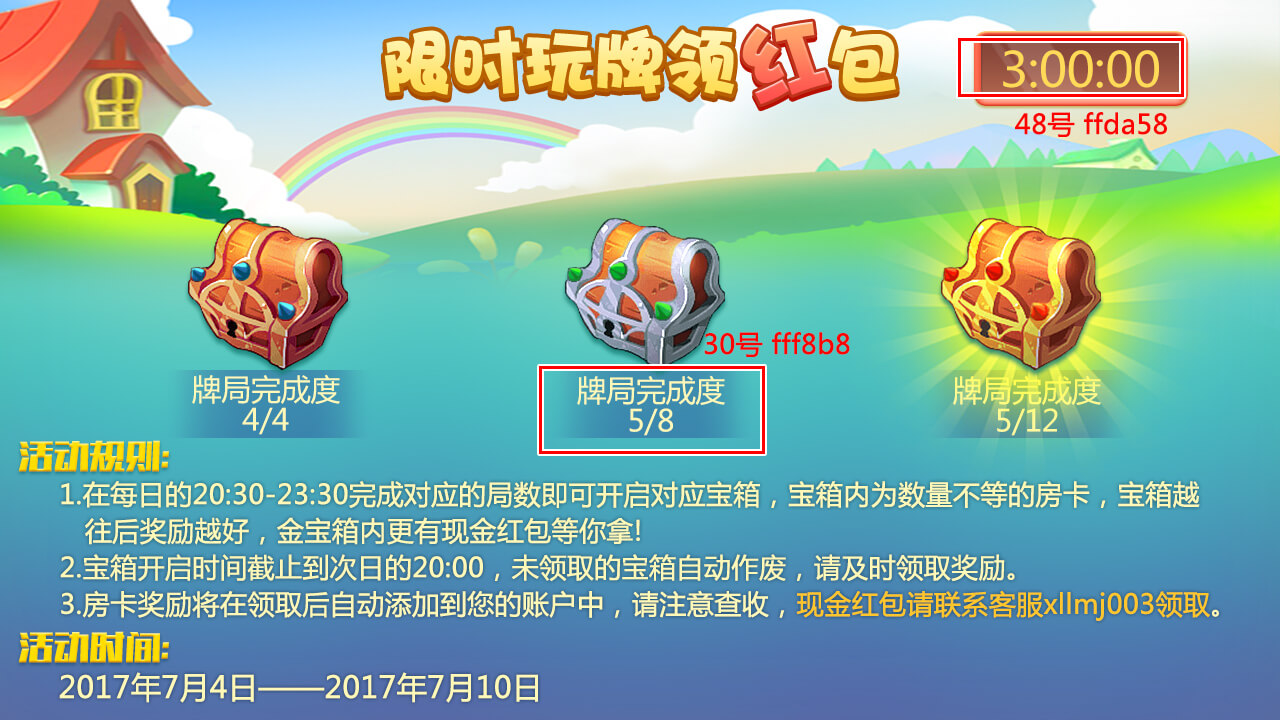 限时玩牌领红包
3:00:00
48号 ffda58
30号 fff8b8
牌局完成度
4/4
牌局完成度
5/8
牌局完成度
5/12
活动规则:
1.在每日的20:30-23:30完成对应的局数即可开启对应宝箱，宝箱内为数量不等的房卡，宝箱越
往后奖励越好，金宝箱内更有现金红包等你拿!
2.宝箱开启时间截止到次日的20:00，未领取的宝箱自动作废，请及时领取奖励。
3.房卡奖励将在领取后自动添加到您的账户中，请注意查收，现金红包请联系客服xllmj003领取。
活动时间:
2017年7月4日——2017年7月10日